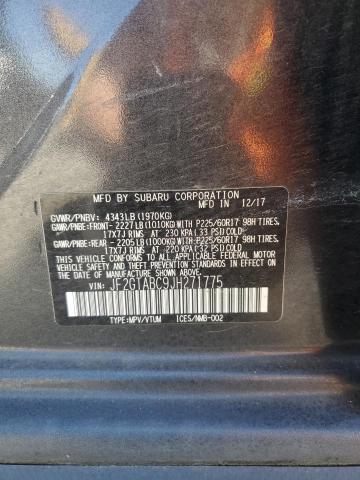 MFD BY SUBARU CORPORATION
MFD IN 12/17
GVWR/PNBV: 4343LB (1970KG)
GAWR/PNBE: FRONT- 2227LB (1010KG) WITH P225/60R17 98H TIRES,
17X7J RIMS AT 230 KPA (33 PSI) COLD
GAWR/PNBE: REAR - 2205LB (1000KG) WITH P225/60R17 98H TIRES,
17X7J RIMS AT 220 KPA (32 PSI) COLD
THIS VEHICLE CONFORMS TO ALL APPLICABLE FEDERAL
MOTOR VEHICLE SAFETY, BUMPER, AND THEFT PREVENTION
STANDARDS IN EFFECT ON THE DATE OF MANUFACTURE
SHOWN ABOVE.
VIN: JF2GTABC9JH271775
TYPE:MPV/VTUM ICES/NMB-002